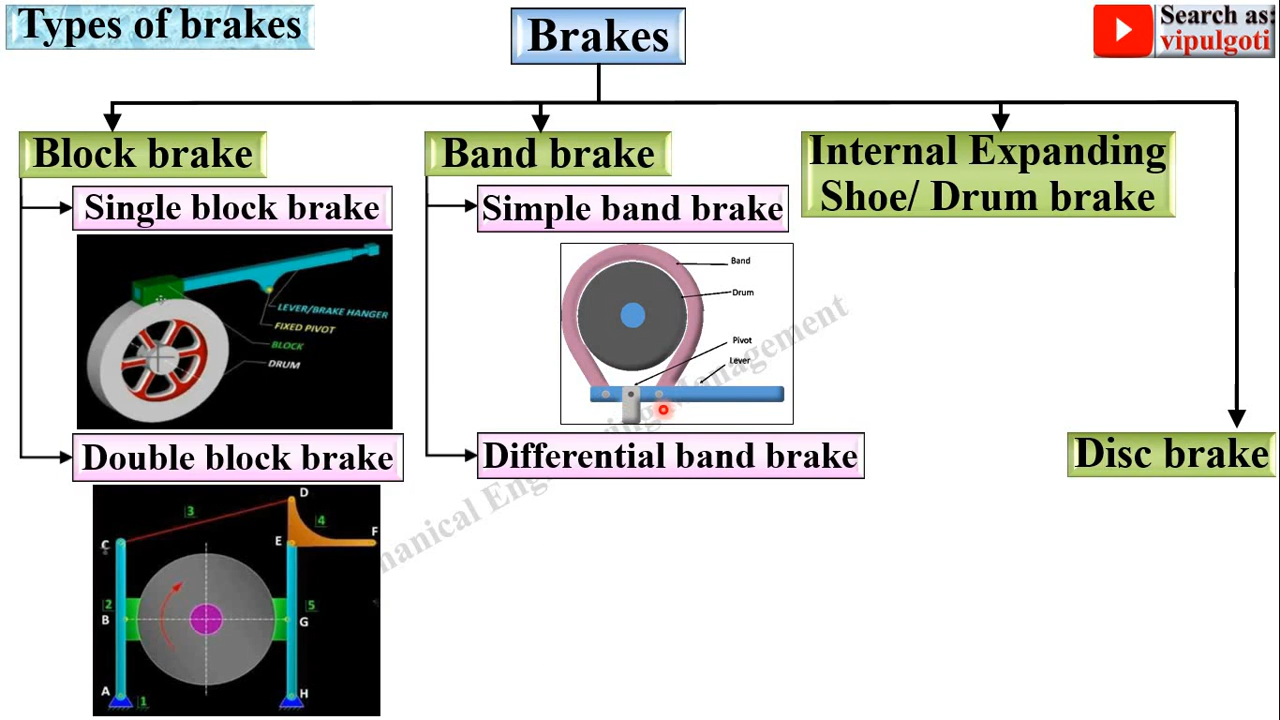 Types of brakes
Brakes
Search as:
vipulgoti
Block brake
Single block brake
LEVER/BRAKE HANGER
FIXED PIVOT
BLOCK
DRUM
Double block brake
D
3
4
F
C
E
2
5
B
G
A
1
H
Band brake
Simple band brake
Band
Drum
Pivot
Lever
Differential band brake
Internal Expanding
Shoe/ Drum brake
Disc brake